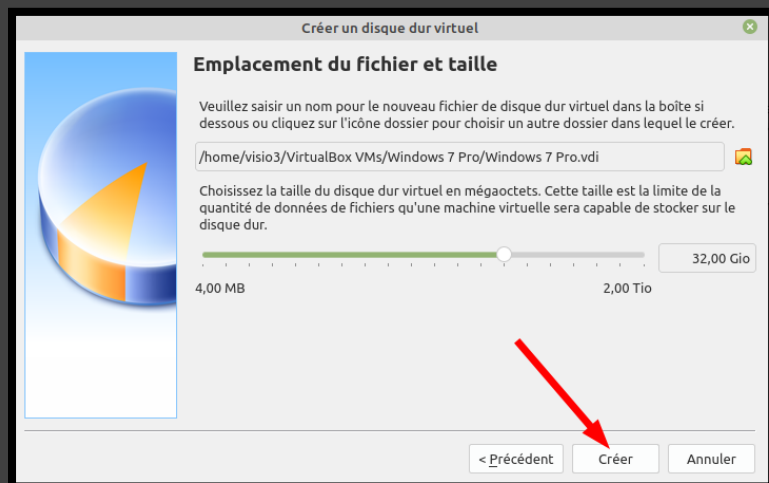 Créer un disque dur virtuel
Emplacement du fichier et taille
Veuillez saisir un nom pour le nouveau fichier de disque dur virtuel dans la boîte si
dessous ou cliquez sur l'icône dossier pour choisir un autre dossier dans lequel le créer.
/home/visio3/VirtualBox VMs/Windows 7 Pro/Windows 7 Pro.vdi
Choisissez la taille du disque dur virtuel en mégaoctets. Cette taille est la limite de la
quantité de données de fichiers qu'une machine virtuelle sera capable de stocker sur le
disque dur.
32,00 Gio
4,00 MB
2,00 Tio
< Précédent
Créer
Annuler